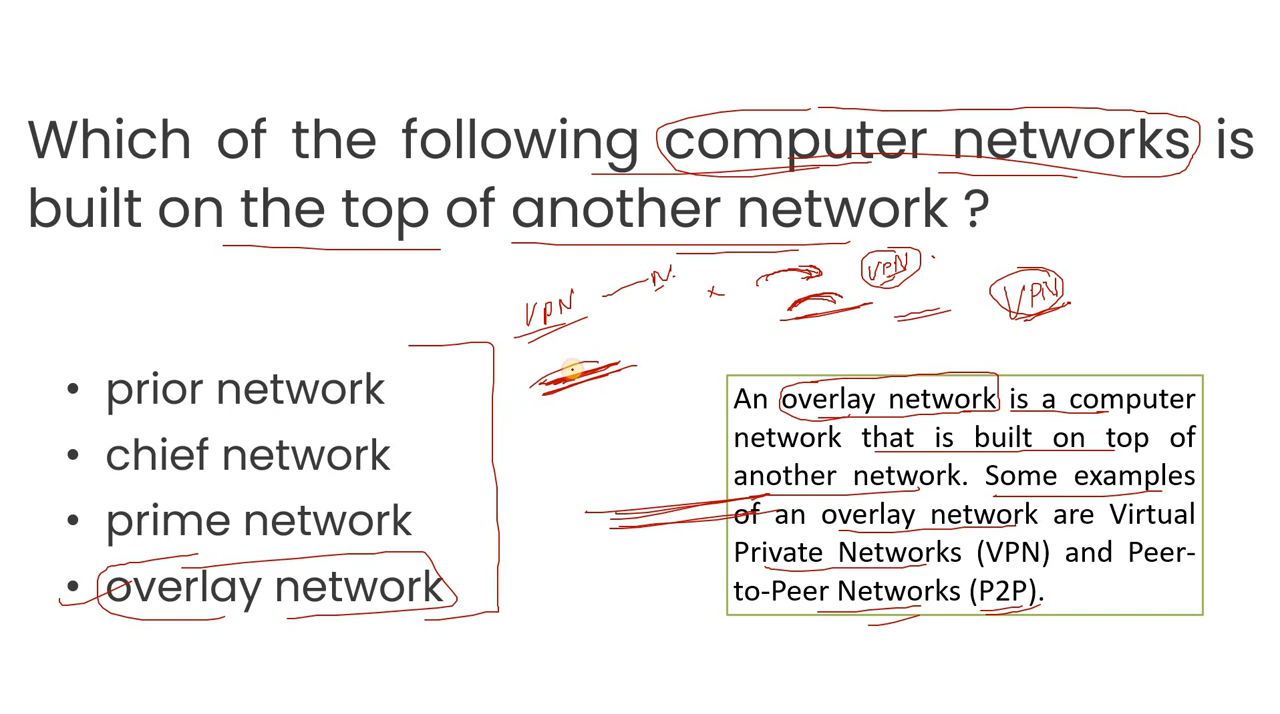 Which of the following computer networks is
built on the top of another network ?
VPN N. x VPN VPN
• prior network
• chief network
• prime network
• overlay network
An overlay network is a computer
network that is built on top of
another network. Some examples
of an overlay network are Virtual
Private Networks (VPN) and Peer-
to-Peer Networks (P2P).